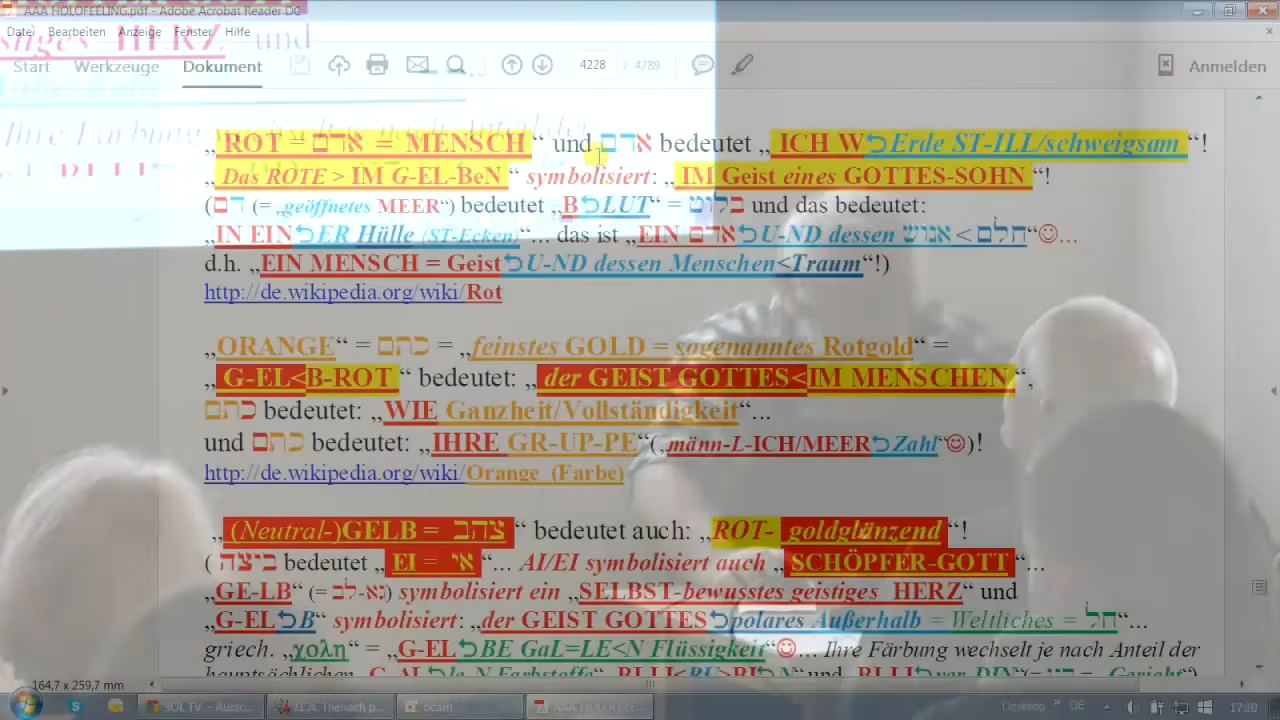 AAA HOLOFEELING.pdf - Adobe Acrobat Reader DC
Datei Bearbeiten Anzeige Fenster Hilfe
Start Werkzeuge Dokument 4228 / 4789 Anmelden
„ROT = אדם = MENSCH“ und אדם bedeutet „ICH W⮌Erde ST-ILL/schweigsam“!
„Das ROTE > IM G-EL-BeN“ symbolisiert: „IM Geist eines GOTTES-SOHN“!
(דם (= „geöffnetes MEER“) bedeutet „B⮌LUT“ = בלוט und das bedeutet:
„IN EIN⮌ER Hülle (ST-Ecken)“... das ist „EIN אדם⮌U-ND dessen אנוש < חלם“☺...
d.h. „EIN MENSCH = Geist⮌U-ND dessen Menschen<Traum“!)
http://de.wikipedia.org/wiki/Rot
„ORANGE“ = כתם = „feinstes GOLD = sogenanntes Rotgold“ =
„G-EL<B-ROT“ bedeutet: „der GEIST GOTTES<IM MENSCHEN“,
כתם bedeutet: „WIE Ganzheit/Vollständigkeit“...
und כתם bedeutet: „IHRE GR-UP-PE“(„männ-L-ICH/MEER⮌Zahl“☺)!
http://de.wikipedia.org/wiki/Orange_(Farbe)
„(Neutral-)GELB = צהב“ bedeutet auch: „ROT- goldglänzend“!
(ביצה bedeutet „EI = אי“... AI/EI symbolisiert auch „SCHÖPFER-GOTT“...
„GE-LB“ (= גא-לב) symbolisiert ein „SELBST-bewusstes geistiges HERZ“ und
„G-EL⮌B“ symbolisiert: „der GEIST GOTTES⮌polares Außerhalb = Weltliches = חל“...
griech. „χολη“ = „G-EL⮌BE GaL=LE<N Flüssigkeit“☺... Ihre Färbung wechselt je nach Anteil der
164,7 x 259,7 mm
SOL TV - Aussc... ocam AAA HOLOFEE... Desktop DE